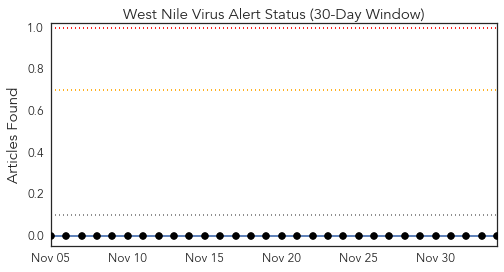 West Nile Virus Alert Status (30-Day Window)
Articles Found
1.0
0.8
0.6
0.4
0.2
0.0
Nov 05 Nov 10 Nov 15 Nov 20 Nov 25 Nov 30